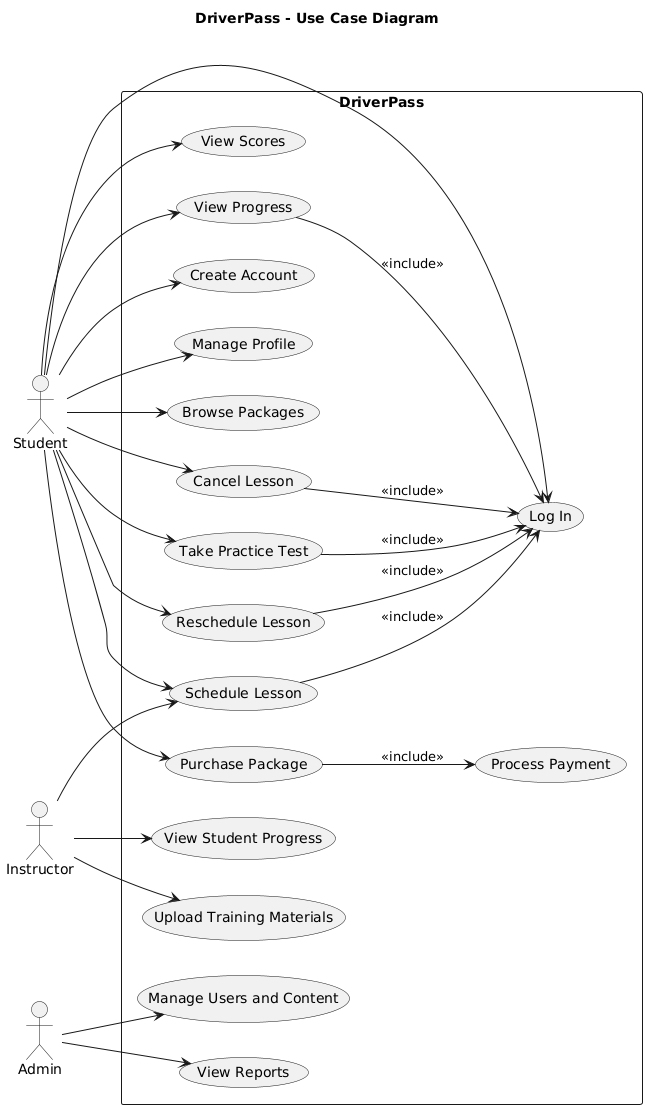 DriverPass - Use Case Diagram
DriverPass
View Scores
View Progress
«include»
Create Account
Manage Profile
Browse Packages
Student
Cancel Lesson
«include»
Log In
Take Practice Test
«include»
«include»
Reschedule Lesson
«include»
Schedule Lesson
Purchase Package
«include»
Process Payment
View Student Progress
Instructor
Upload Training Materials
Manage Users and Content
Admin
View Reports